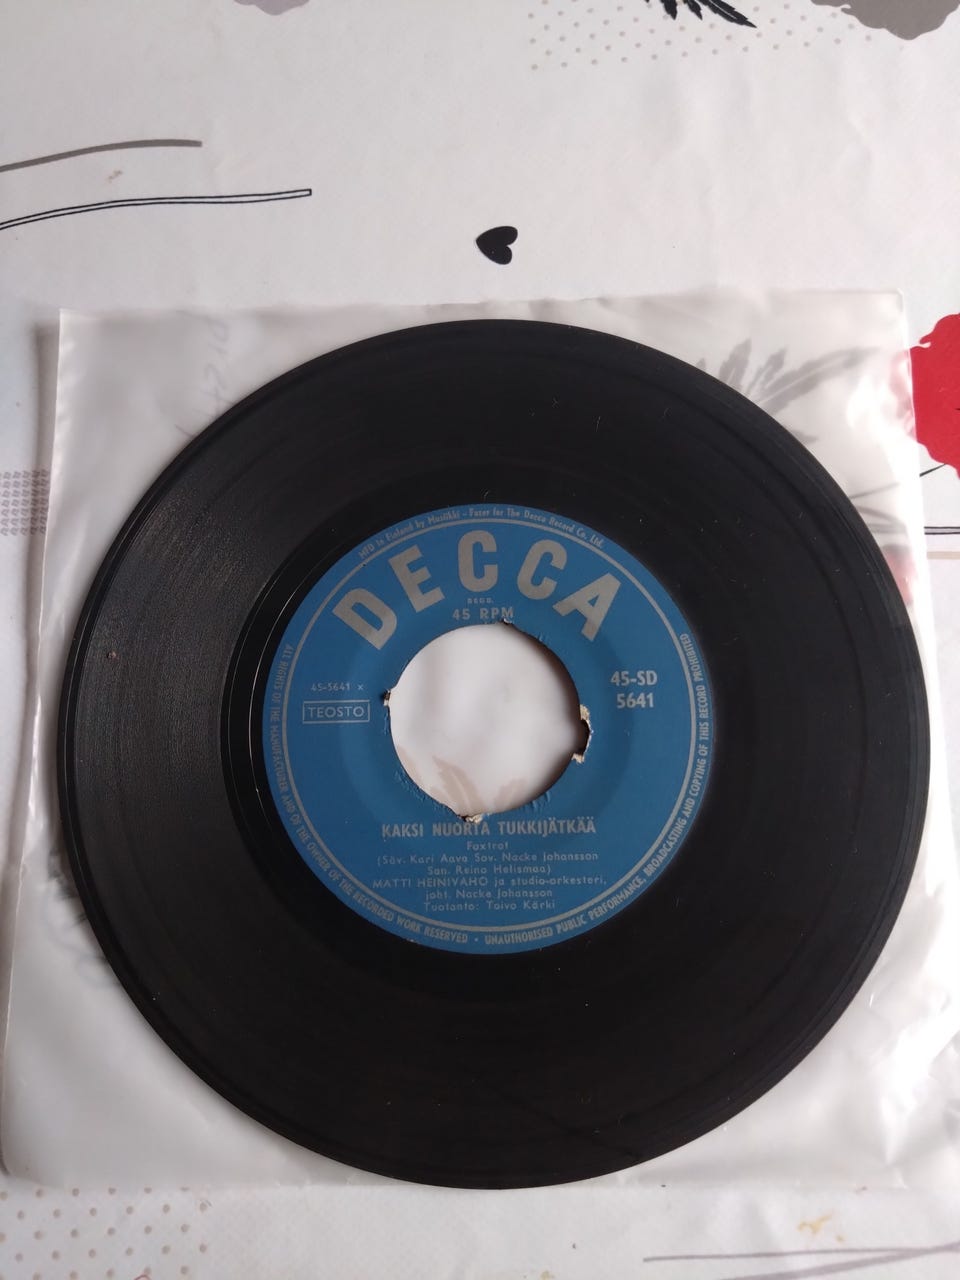 MFD in Finland by Musiikki - Fazer for The Decca Record Co. Ltd.
DECCA
REGD.
45 RPM
45-5641 x
TEOSTO
45-SD
5641
KAKSI NUORTA TUKKIJÄTKÄÄ
Foxtrot
(Säv. Kari Aava Sov. Nacke Johansson
San. Reino Helismaa)
MATTI HEINIVAHO ja studio-orkesteri,
joht. Nacke Johansson
Tuotanto: Toivo Kärki
ALL RIGHTS OF THE MANUFACTURER AND OF THE OWNER OF THE RECORDED WORK RESERVED • UNAUTHORISED PUBLIC PERFORMANCE, BROADCASTING AND COPYING OF THIS RECORD PROHIBITED